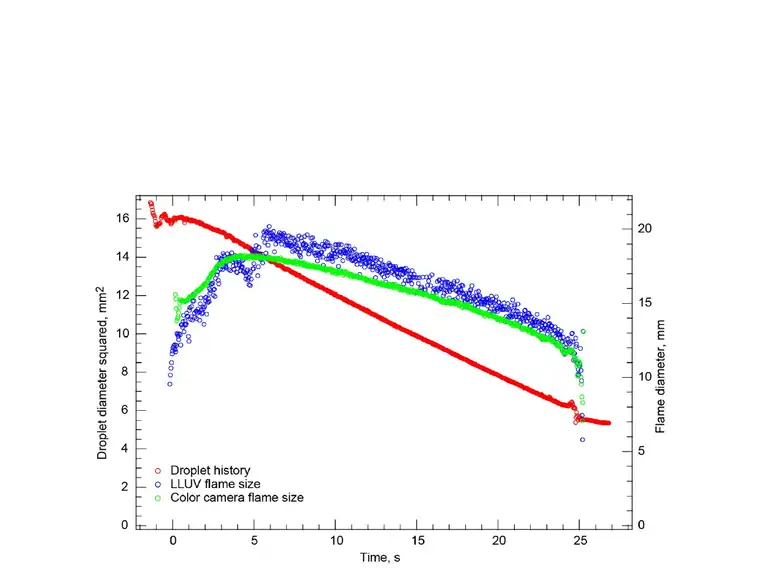 16
14
12
10
8
6
4
2
0
Droplet diameter squared, mm2
20
15
10
5
0
Flame diameter, mm
Droplet history
LLUV flame size
Color camera flame size
0 5 10 15 20 25
Time, s